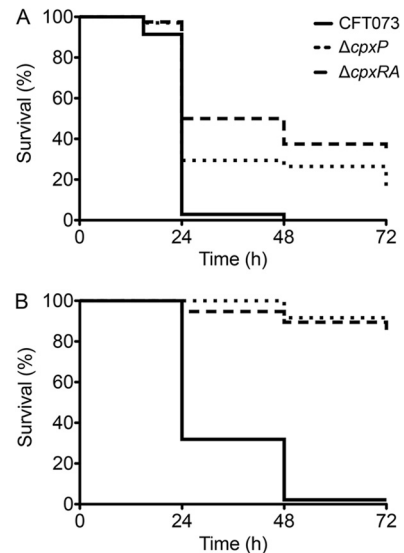 A
CFT073
ΔcpxP
ΔcpxRA
Survival (%)
100
80
60
40
20
0
0 24 48 72
Time (h)
B
Survival (%)
100
80
60
40
20
0
0 24 48 72
Time (h)